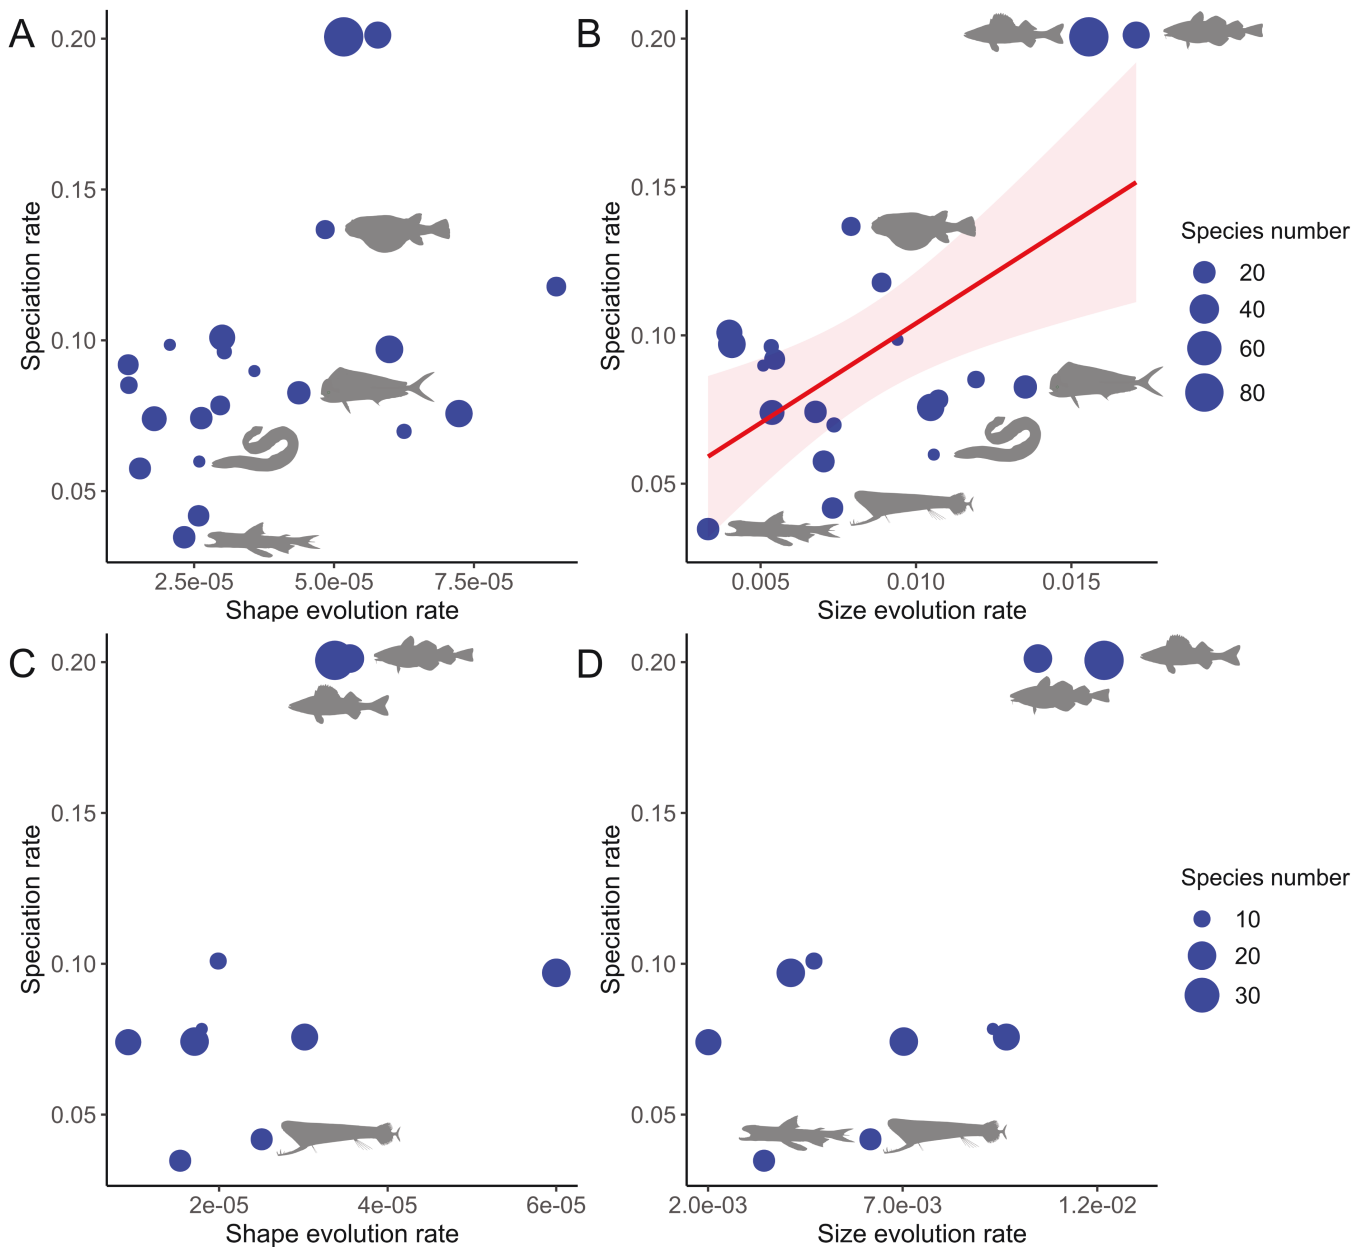 A
Speciation rate
0.20
0.15
0.10
0.05
2.5e-05 5.0e-05 7.5e-05
Shape evolution rate
B
Speciation rate
0.20
0.15
0.10
0.05
0.005 0.010 0.015
Size evolution rate
Species number
20
40
60
80
C
Speciation rate
0.20
0.15
0.10
0.05
2e-05 4e-05 6e-05
Shape evolution rate
D
Speciation rate
0.20
0.15
0.10
0.05
2.0e-03 7.0e-03 1.2e-02
Size evolution rate
Species number
10
20
30